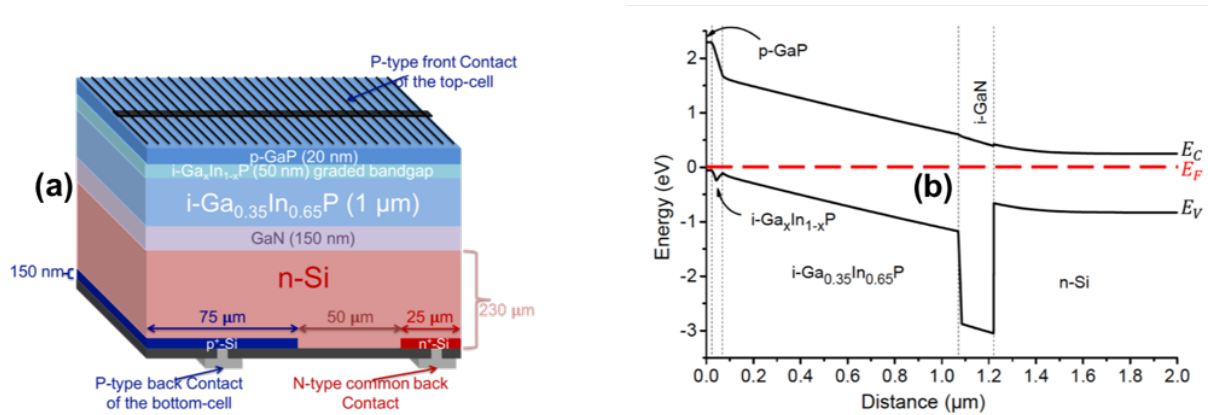 P-type front Contact
of the top-cell
p-GaP (20 nm)
i-GaxIn1-xP (50 nm) graded bandgap
(a)
i-Ga0.35In0.65P (1 µm)
GaN (150 nm)
150 nm
n-Si
230 µm
75 µm
50 µm
25 µm
p+-Si
n+-Si
P-type back Contact
of the bottom-cell
N-type common back
Contact
p-GaP
i-GaN
2
1
0
-1
-2
-3
Energy (eV)
EC
EF
EV
(b)
i-GaxIn1-xP
i-Ga0.35In0.65P
n-Si
0.0 0.2 0.4 0.6 0.8 1.0 1.2 1.4 1.6 1.8 2.0
Distance (µm)